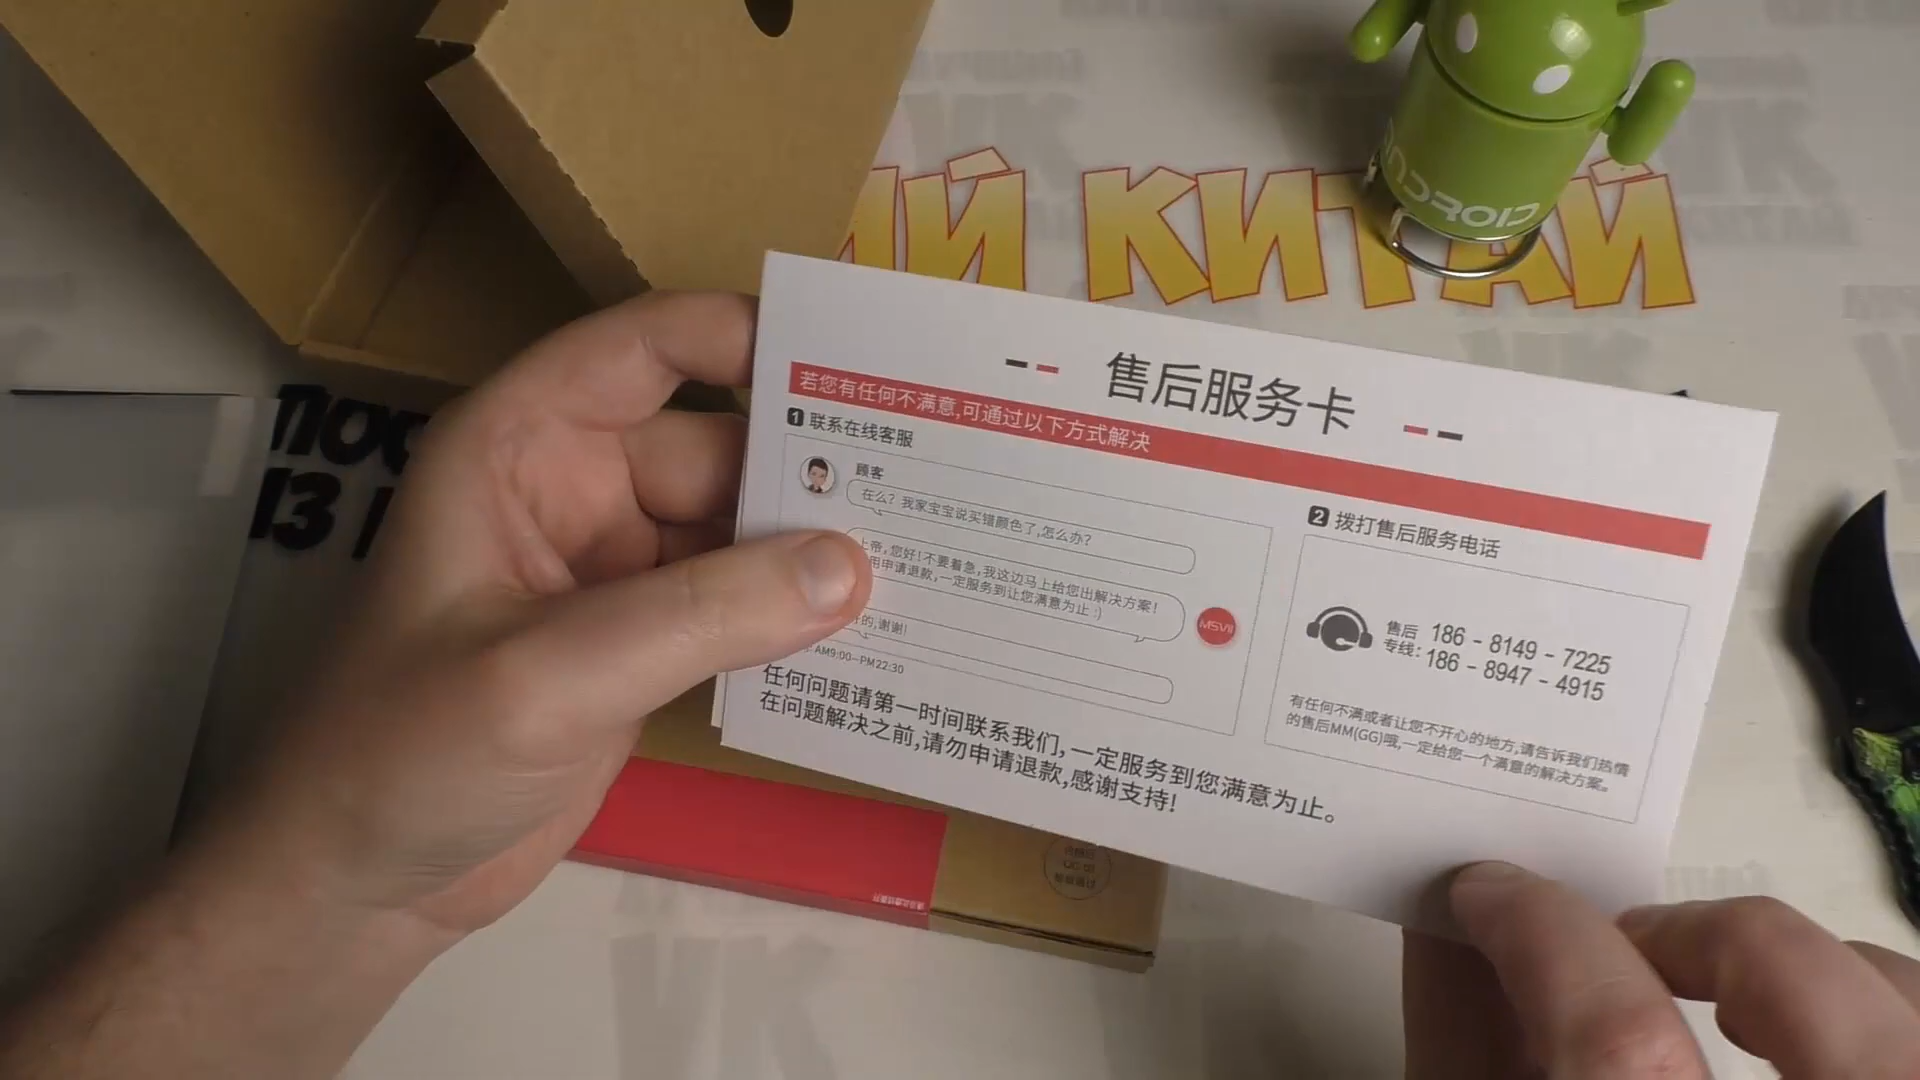 ИЙ КИТАЙ
ANDROID
售后服务卡
若您有任何不满意,可通过以下方式解决
1 联系在线客服
顾客
在么？我家宝宝说买错颜色了,怎么办?
上帝,您好!不要着急,我这边马上给您出解决方案!
用申请退款,一定服务到让您满意为止 :)
的,谢谢!
AM9:00-PM22:30
MSVII
2 拨打售后服务电话
售后专线：
186 - 8149 - 7225
186 - 8947 - 4915
有任何不满或者让您不开心的地方,请告诉我们热情
的售后MM(GG)哦,一定给您一个满意的解决方案。
任何问题请第一时间联系我们, 一定服务到您满意为止。
在问题解决之前,请勿申请退款,感谢支持!
ПОС
ИЗ